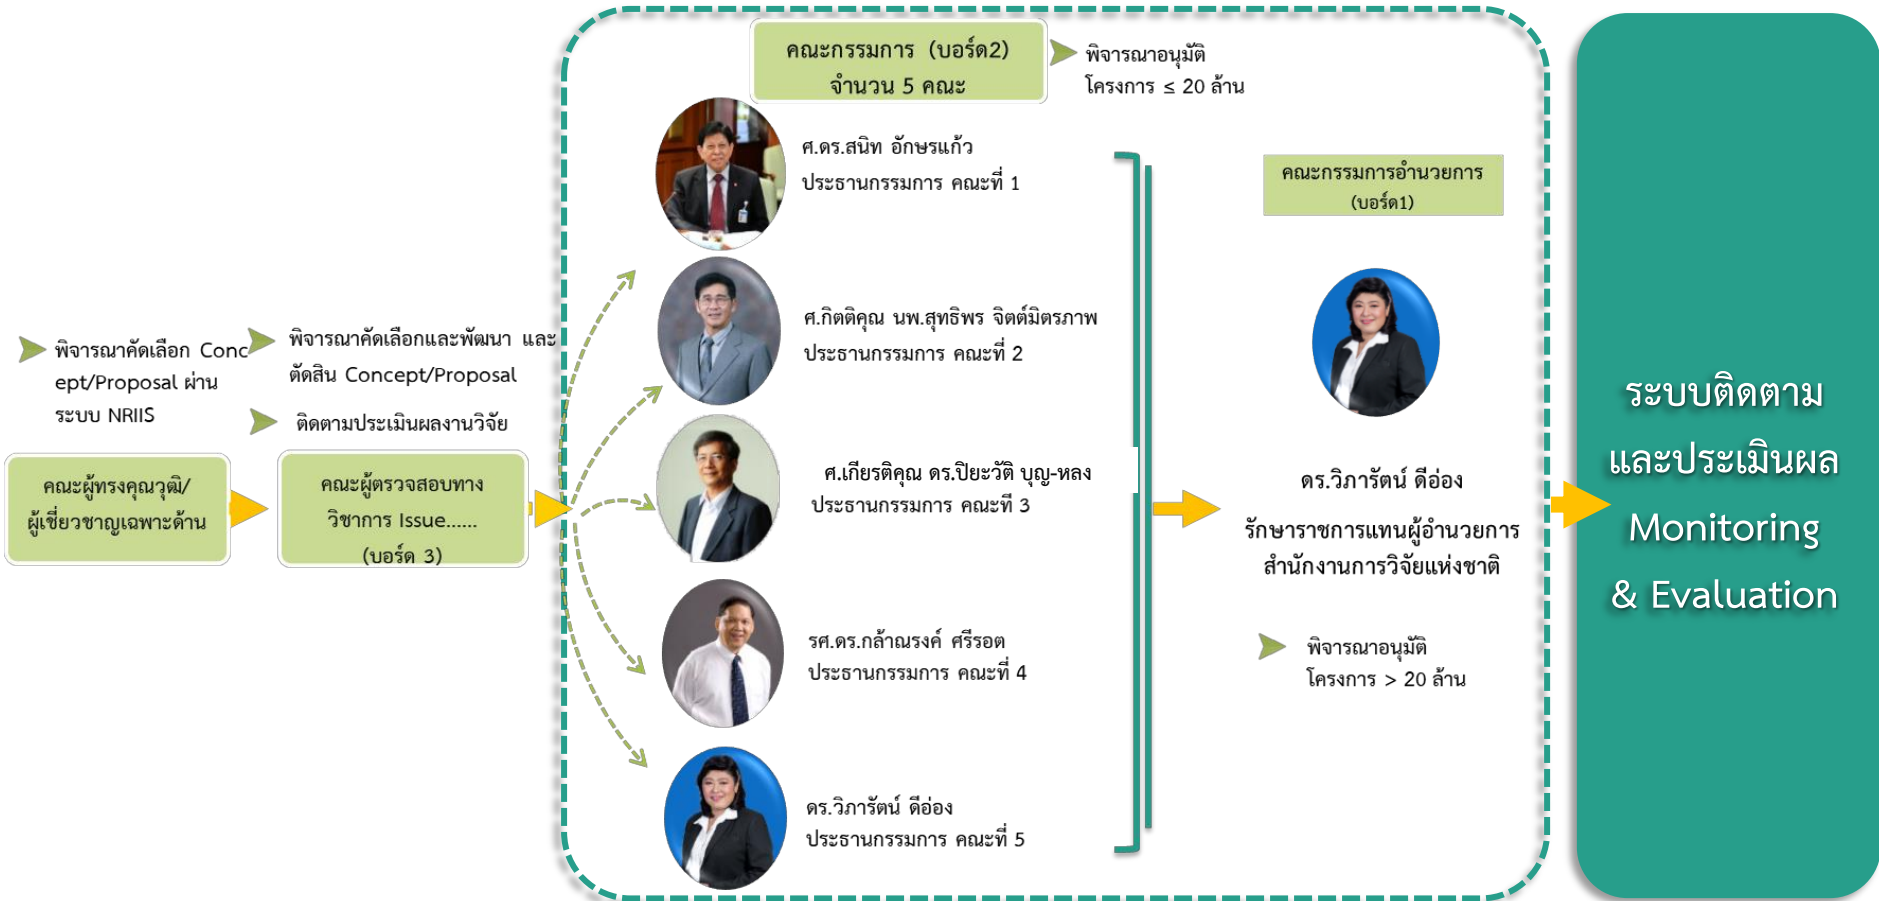 พิจารณาคัดเลือก Conc
ept/Proposal ผ่าน
ระบบ NRIIS
คณะผู้ทรงคุณวุฒิ/
ผู้เชี่ยวชาญเฉพาะด้าน
พิจารณาคัดเลือกและพัฒนา และ
ตัดสิน Concept/Proposal
ติดตามประเมินผลงานวิจัย
คณะผู้ตรวจสอบทาง
วิชาการ Issue......
(บอร์ด 3)
คณะกรรมการ (บอร์ด2)
จำนวน 5 คณะ
พิจารณาอนุมัติ
โครงการ ≤ 20 ล้าน
ศ.ดร.สนิท อักษรแก้ว
ประธานกรรมการ คณะที่ 1
ศ.กิตติคุณ นพ.สุทธิพร จิตต์มิตรภาพ
ประธานกรรมการ คณะที่ 2
ศ.เกียรติคุณ ดร.ปิยะวัติ บุญ-หลง
ประธานกรรมการ คณะที่ 3
รศ.ดร.กล้าณรงค์ ศรีรอต
ประธานกรรมการ คณะที่ 4
ดร.วิภารัตน์ ดีอ่อง
ประธานกรรมการ คณะที่ 5
คณะกรรมการอำนวยการ
(บอร์ด1)
ดร.วิภารัตน์ ดีอ่อง
รักษาราชการแทนผู้อำนวยการ
สำนักงานการวิจัยแห่งชาติ
พิจารณาอนุมัติ
โครงการ > 20 ล้าน
ระบบติดตาม
และประเมินผล
Monitoring
& Evaluation